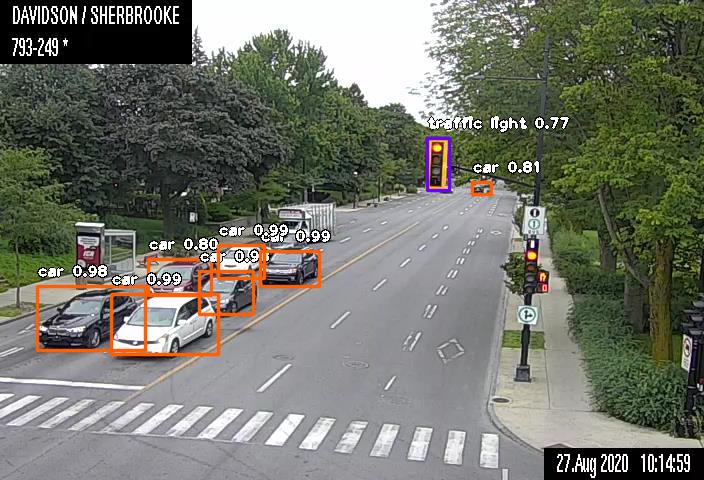 DAVIDSON / SHERBROOKE
793-249 *
traffic light 0.77
car 0.81
car 0.99
car 0.99
car 0.80
car 0.98
car 0.99
27.Aug 2020 10:14:59